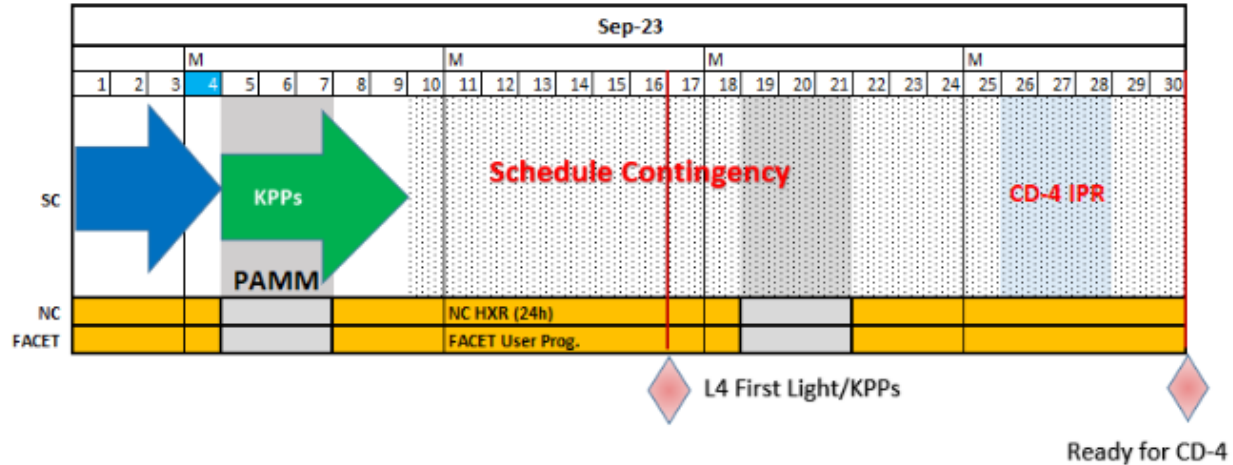 Sep-23
M M M M
1 2 3 4 5 6 7 8 9 10 11 12 13 14 15 16 17 18 19 20 21 22 23 24 25 26 27 28 29 30
Schedule Contingency
SC KPPs CD-4 IPR
PAMM
NC NC HXR (24h)
FACET FACET User Prog.
L4 First Light/KPPs
Ready for CD-4